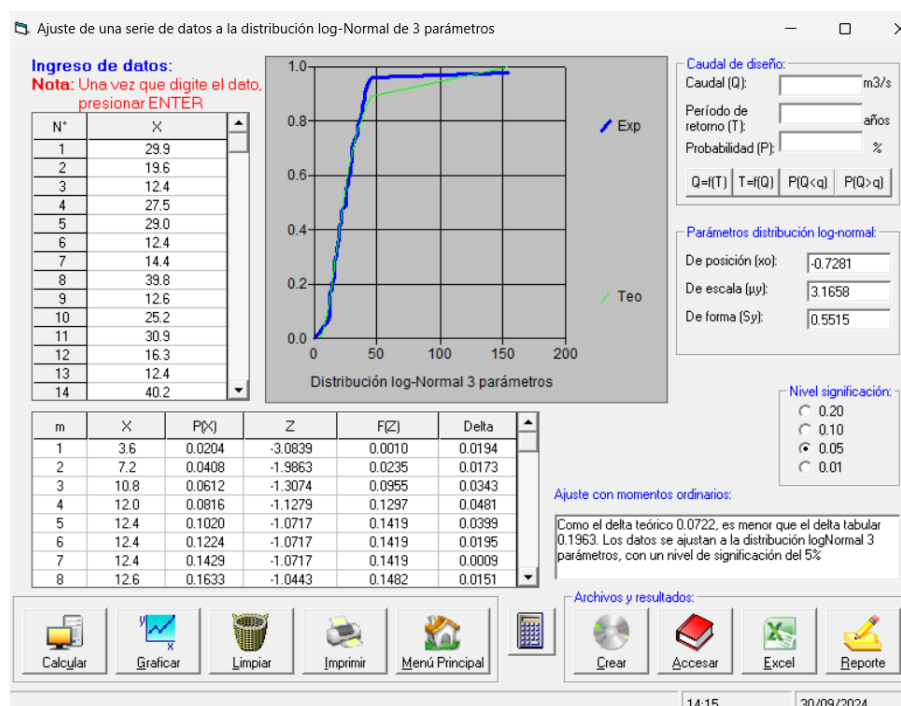 Ajuste de una serie de datos a la distribución log-Normal de 3 parámetros
Ingreso de datos:
Nota: Una vez que digite el dato,
presionar ENTER
N° X
1 29.9
2 19.6
3 12.4
4 27.5
5 29.0
6 12.4
7 14.4
8 39.8
9 12.6
10 25.2
11 30.9
12 16.3
13 12.4
14 40.2
1.0
0.8
0.6
0.4
0.2
0.0
0 50 100 150 200
Exp
Teo
Distribución log-Normal 3 parámetros
Caudal de diseño:
Caudal (Q): m3/s
Período de
retorno (T): años
Probabilidad (P): %
Q=f(T) T=f(Q) P(Q<q) P(Q>q)
Parámetros distribución log-normal:
De posición (xo): -0.7281
De escala (μy): 3.1658
De forma (Sy): 0.5515
Nivel significación:
0.20
0.10
0.05
0.01
m X P(X) Z F(Z) Delta
1 3.6 0.0204 -3.0839 0.0010 0.0194
2 7.2 0.0408 -1.9863 0.0235 0.0173
3 10.8 0.0612 -1.3074 0.0955 0.0343
4 12.0 0.0816 -1.1279 0.1297 0.0481
5 12.4 0.1020 -1.0717 0.1419 0.0399
6 12.4 0.1224 -1.0717 0.1419 0.0195
7 12.4 0.1429 -1.0717 0.1419 0.0009
8 12.6 0.1633 -1.0443 0.1482 0.0151
Ajuste con momentos ordinarios:
Como el delta teórico 0.0722, es menor que el delta tabular
0.1963. Los datos se ajustan a la distribución logNormal 3
parámetros, con un nivel de significación del 5%
Archivos y resultados:
Calcular Graficar Limpiar Imprimir Menú Principal Crear Accesar Excel Reporte
14:15 30/09/2024